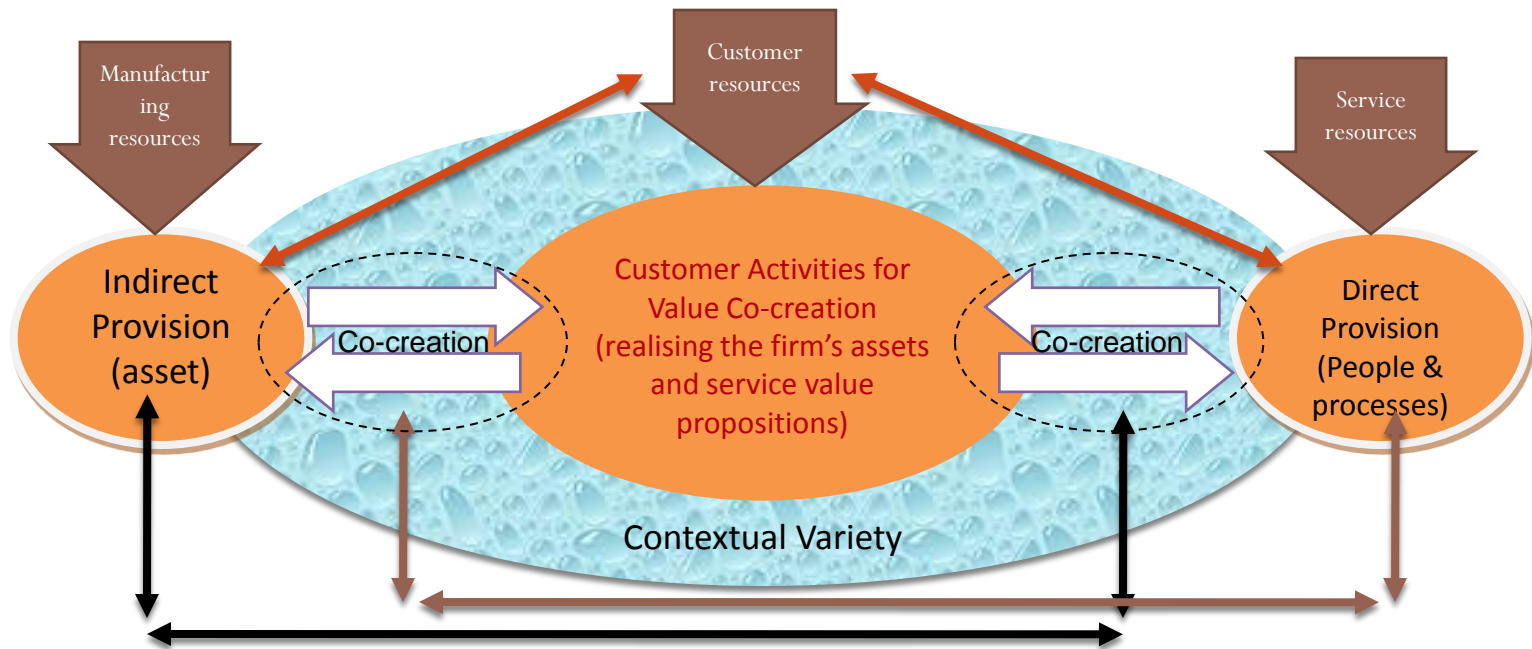 Manufactur
ing
resources
Customer
resources
Service
resources
Indirect
Provision
(asset)
Co-creation
Customer Activities for
Value Co-creation
(realising the firm's assets
and service value
propositions)
Co-creation
Direct
Provision
(People &
processes)
Contextual Variety